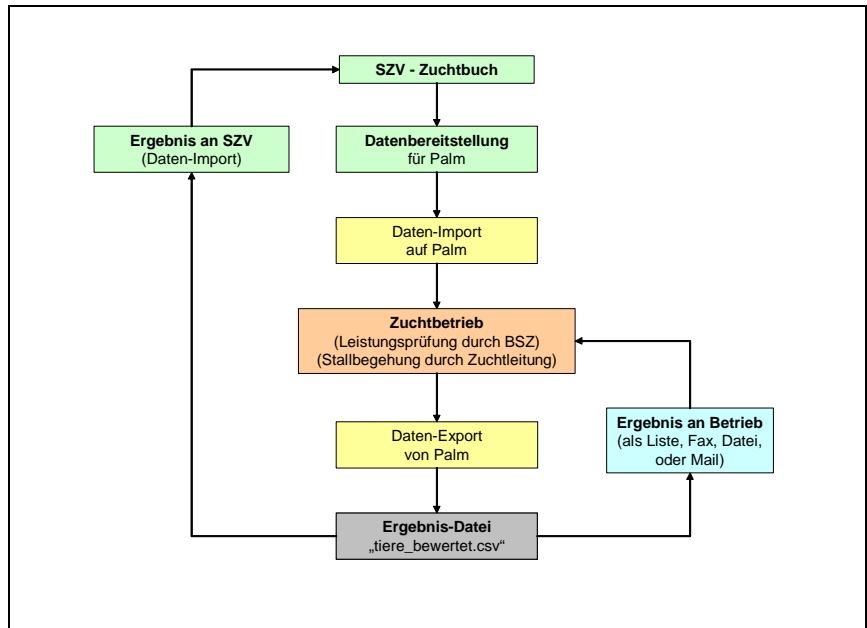 SZV - Zuchtbuch
Ergebnis an SZV
(Daten-Import)
Datenbereitstellung
für Palm
Daten-Import
auf Palm
Zuchtbetrieb
(Leistungsprüfung durch BSZ)
(Stallbegehung durch Zuchtleitung)
Ergebnis an Betrieb
(als Liste, Fax, Datei,
oder Mail)
Daten-Export
von Palm
Ergebnis-Datei
„tiere_bewertet.csv“